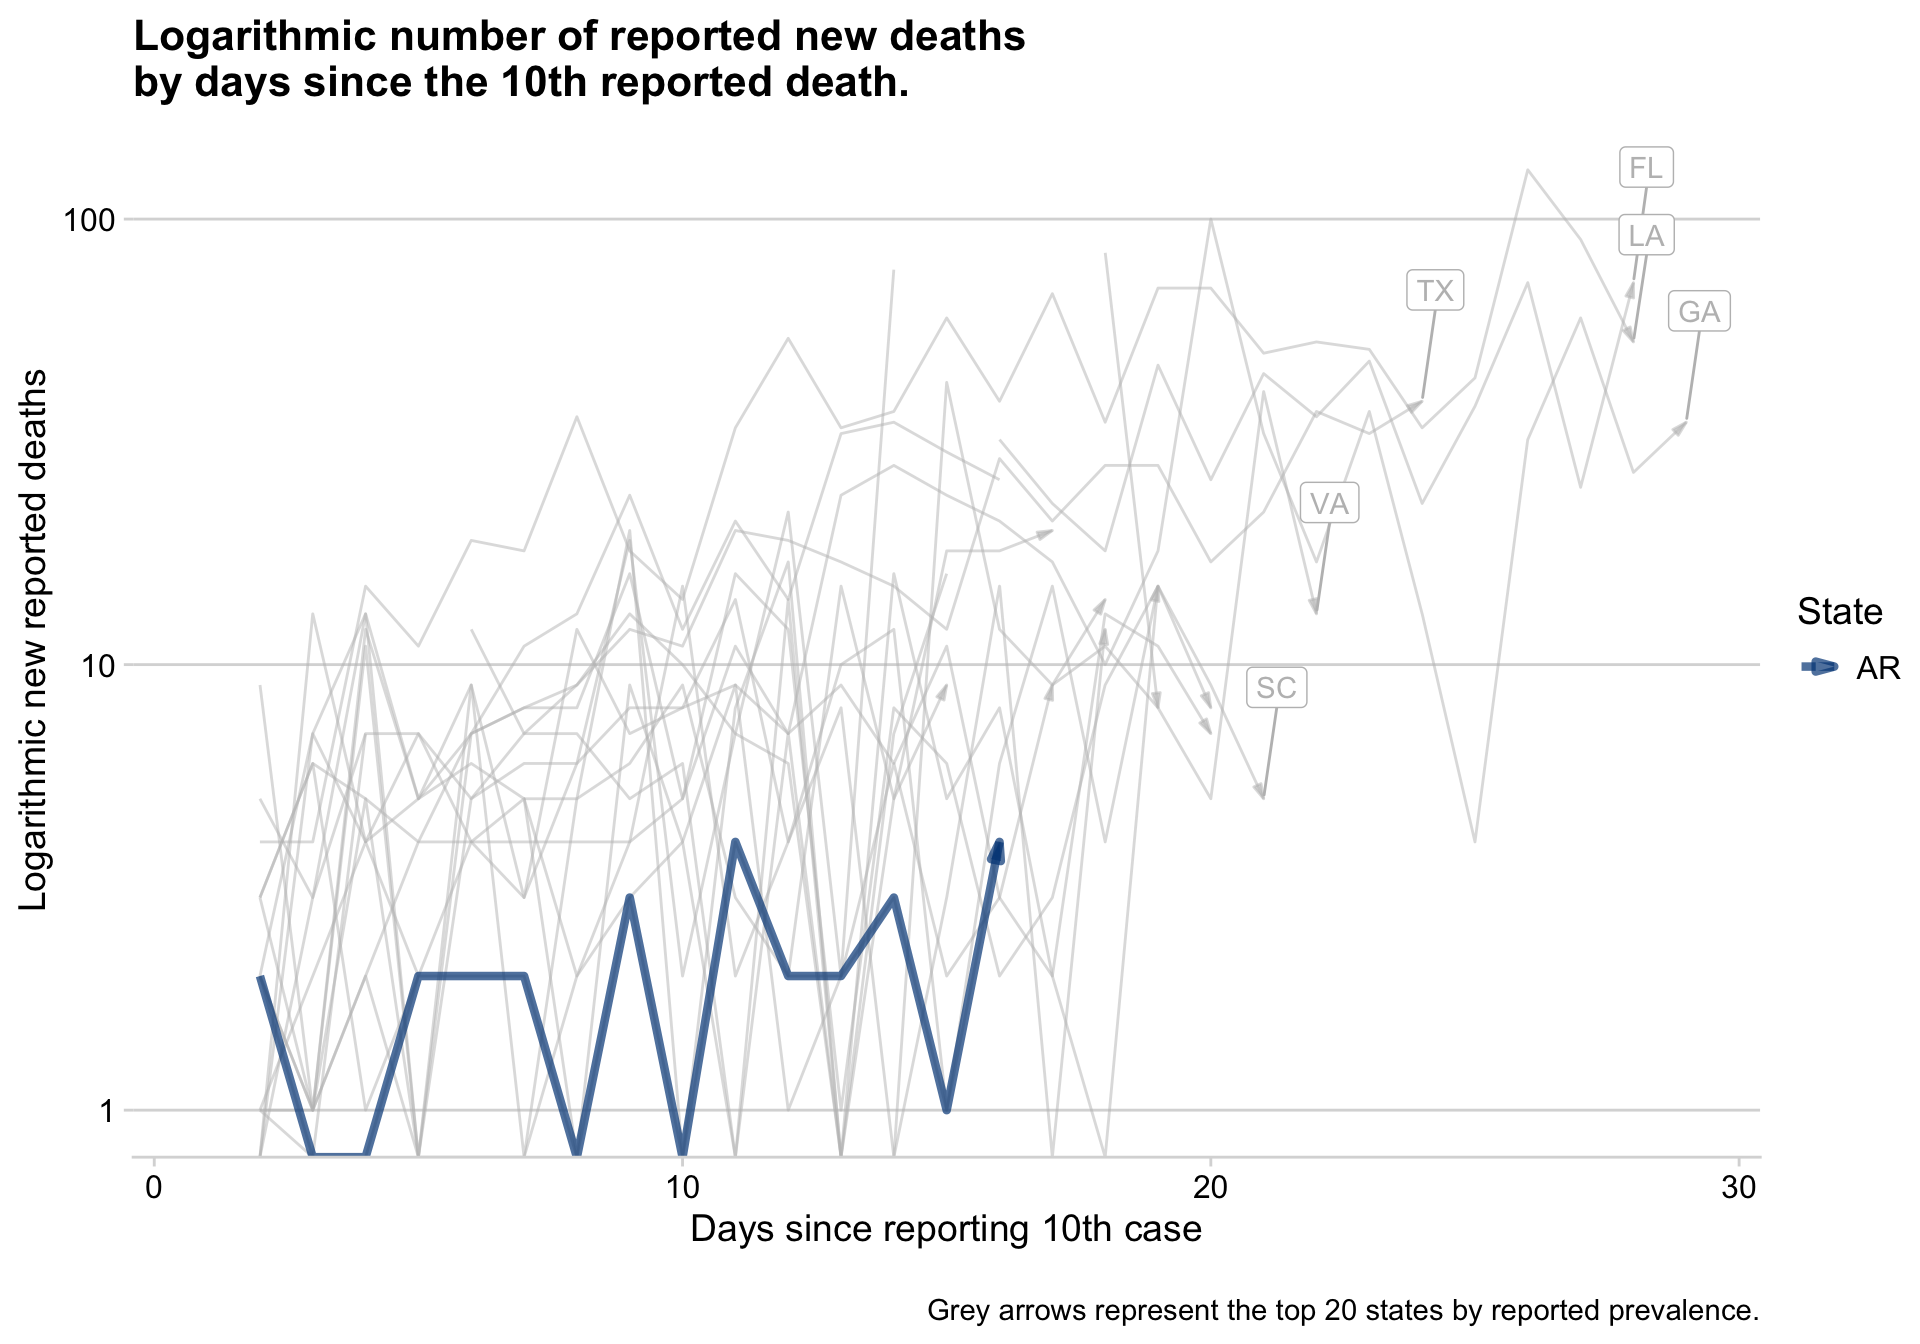 Logarithmic number of reported new deaths
by days since the 10th reported death.
Logarithmic new reported deaths
100
10
1
FL
LA
TX
GA
VA
SC
State
AR
0 10 20 30
Days since reporting 10th case
Grey arrows represent the top 20 states by reported prevalence.